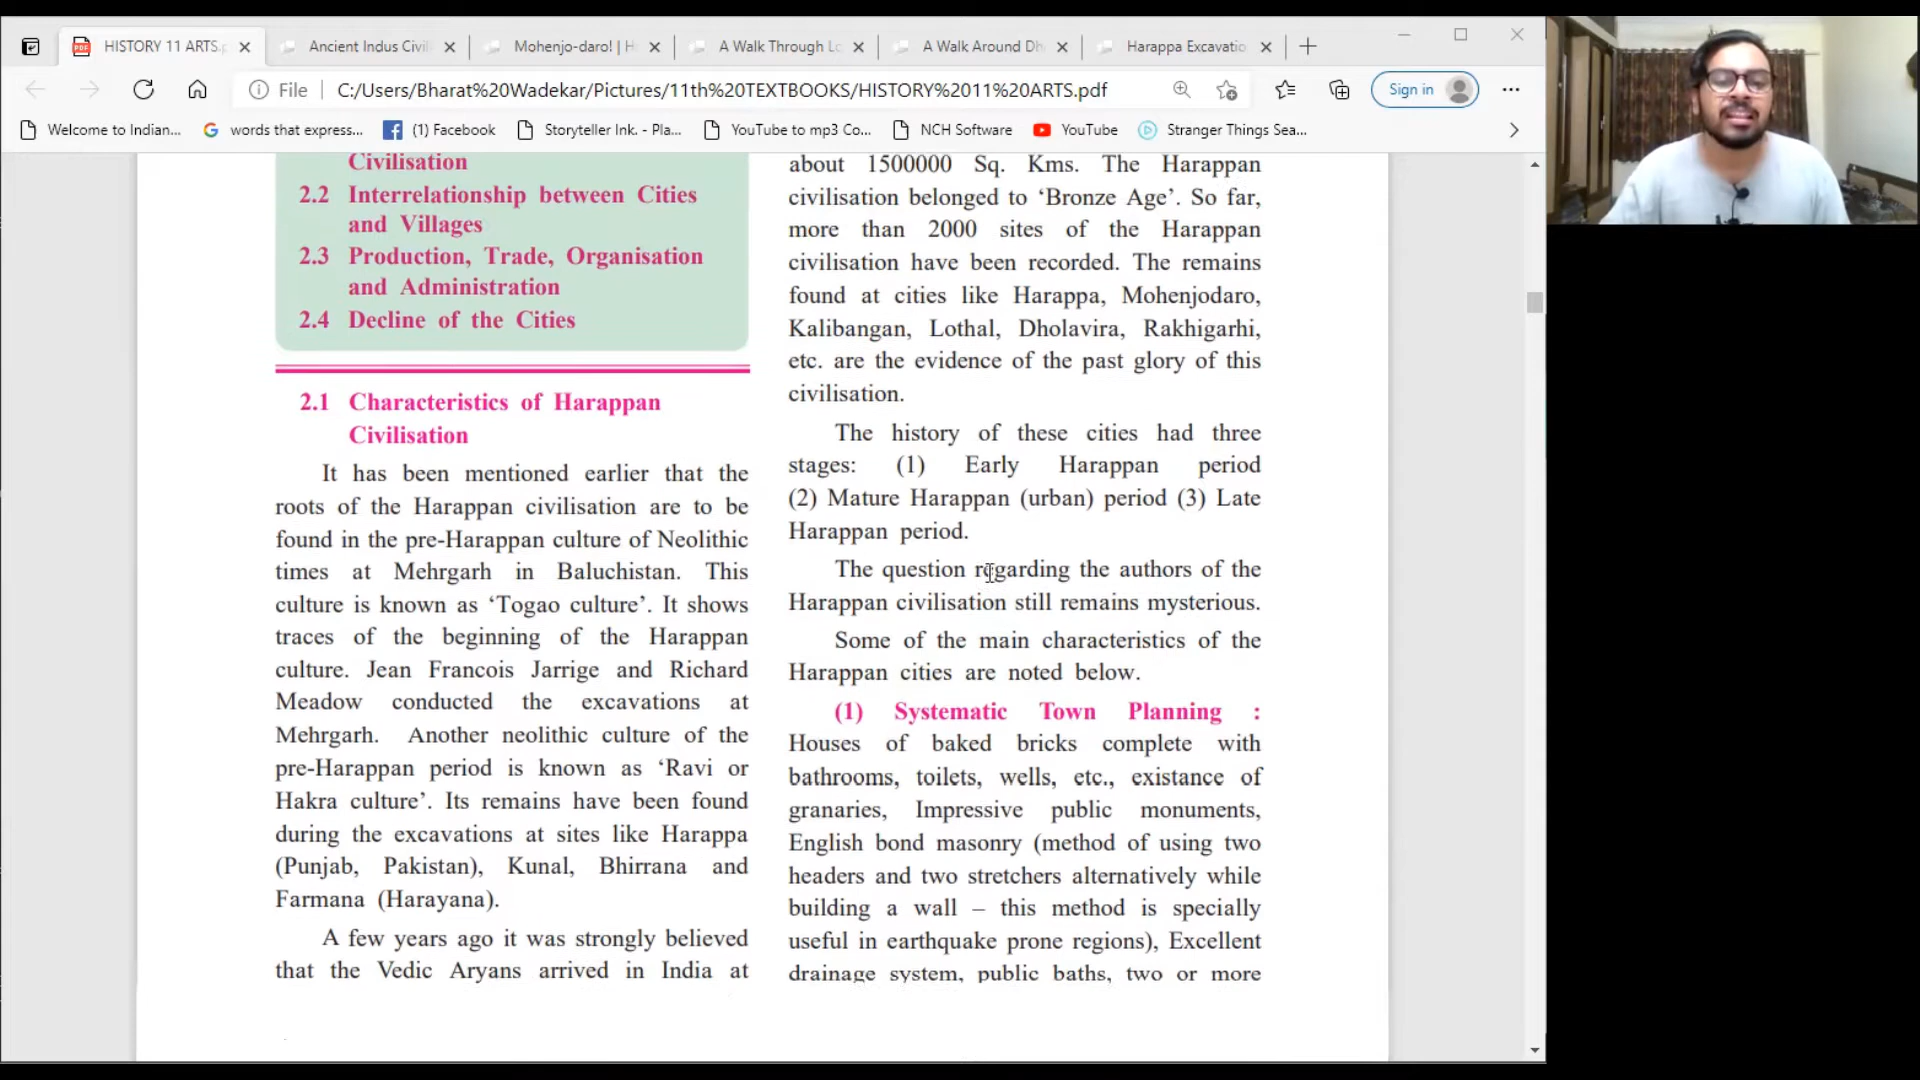 HISTORY 11 ARTS.p
Ancient Indus Civil
Mohenjo-daro! | H
A Walk Through Lo
A Walk Around Dh
Harappa Excavatio
File
C:/Users/Bharat%20Wadekar/Pictures/11th%20TEXTBOOKS/HISTORY%2011%20ARTS.pdf
Sign in
Welcome to Indian...
words that express...
(1) Facebook
Storyteller Ink. - Pla...
YouTube to mp3 Co...
NCH Software
YouTube
Stranger Things Sea...
Civilisation
2.2 Interrelationship between Cities
and Villages
2.3 Production, Trade, Organisation
and Administration
2.4 Decline of the Cities
2.1 Characteristics of Harappan
Civilisation
It has been mentioned earlier that the
roots of the Harappan civilisation are to be
found in the pre-Harappan culture of Neolithic
times at Mehrgarh in Baluchistan. This
culture is known as ‘Togao culture’. It shows
traces of the beginning of the Harappan
culture. Jean Francois Jarrige and Richard
Meadow conducted the excavations at
Mehrgarh. Another neolithic culture of the
pre-Harappan period is known as ‘Ravi or
Hakra culture’. Its remains have been found
during the excavations at sites like Harappa
(Punjab, Pakistan), Kunal, Bhirrana and
Farmana (Harayana).
A few years ago it was strongly believed
that the Vedic Aryans arrived in India at
about 1500000 Sq. Kms. The Harappan
civilisation belonged to ‘Bronze Age’. So far,
more than 2000 sites of the Harappan
civilisation have been recorded. The remains
found at cities like Harappa, Mohenjodaro,
Kalibangan, Lothal, Dholavira, Rakhigarhi,
etc. are the evidence of the past glory of this
civilisation.
The history of these cities had three
stages: (1) Early Harappan period
(2) Mature Harappan (urban) period (3) Late
Harappan period.
The question regarding the authors of the
Harappan civilisation still remains mysterious.
Some of the main characteristics of the
Harappan cities are noted below.
(1) Systematic Town Planning :
Houses of baked bricks complete with
bathrooms, toilets, wells, etc., existance of
granaries, Impressive public monuments,
English bond masonry (method of using two
headers and two stretchers alternatively while
building a wall – this method is specially
useful in earthquake prone regions), Excellent
drainage system, public baths, two or more